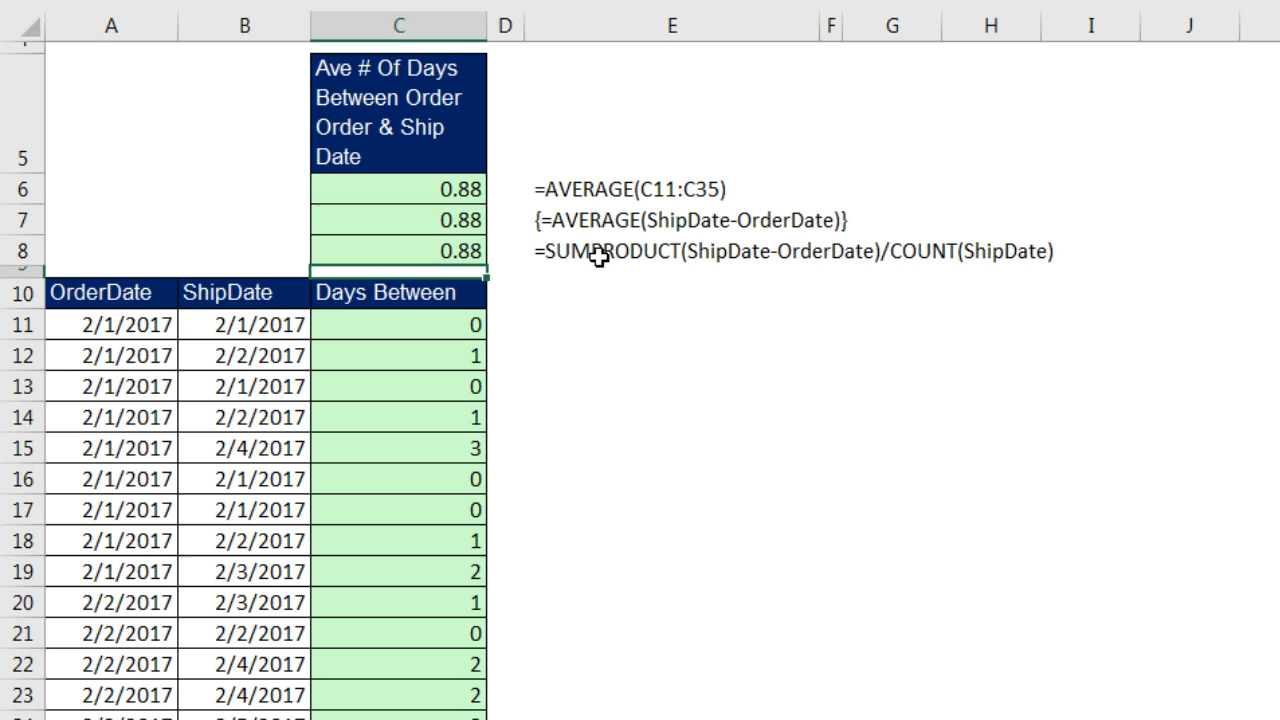 A B C D E F G H I J
Ave # Of Days
Between Order
Order & Ship
5 Date
6 0.88 =AVERAGE(C11:C35)
7 0.88 {=AVERAGE(ShipDate-OrderDate)}
8 0.88 =SUMPRODUCT(ShipDate-OrderDate)/COUNT(ShipDate)
10 OrderDate ShipDate Days Between
11 2/1/2017 2/1/2017 0
12 2/1/2017 2/2/2017 1
13 2/1/2017 2/1/2017 0
14 2/1/2017 2/2/2017 1
15 2/1/2017 2/4/2017 3
16 2/1/2017 2/1/2017 0
17 2/1/2017 2/1/2017 0
18 2/1/2017 2/2/2017 1
19 2/1/2017 2/3/2017 2
20 2/2/2017 2/3/2017 1
21 2/2/2017 2/2/2017 0
22 2/2/2017 2/4/2017 2
23 2/2/2017 2/4/2017 2